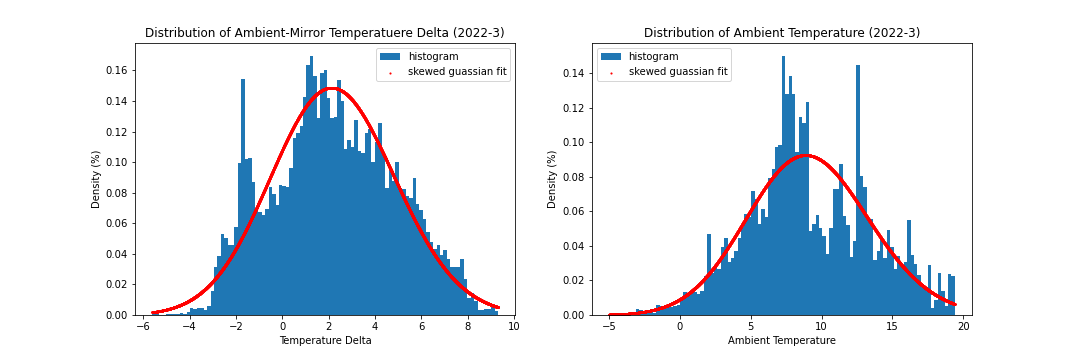 Distribution of Ambient-Mirror Temperatuere Delta (2022-3)
histogram
skewed guassian fit
Density (%)
0.16
0.14
0.12
0.10
0.08
0.06
0.04
0.02
0.00
−6 −4 −2 0 2 4 6 8 10
Temperature Delta
Distribution of Ambient Temperature (2022-3)
histogram
skewed guassian fit
Density (%)
0.14
0.12
0.10
0.08
0.06
0.04
0.02
0.00
−5 0 5 10 15 20
Ambient Temperature